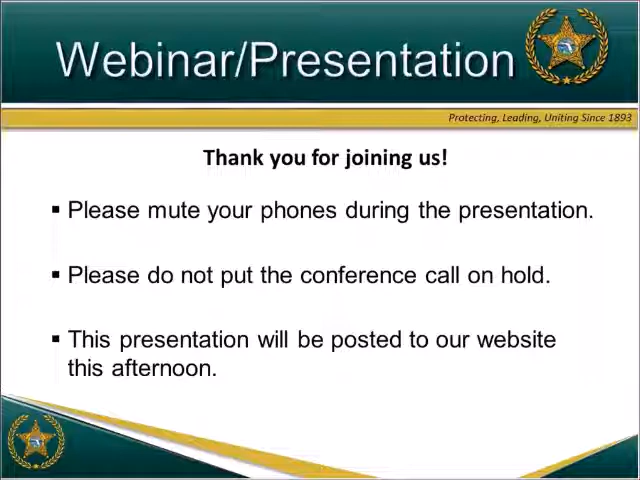 Webinar/Presentation
Protecting, Leading, Uniting Since 1893
Thank you for joining us!
▪ Please mute your phones during the presentation.
▪ Please do not put the conference call on hold.
▪ This presentation will be posted to our website
this afternoon.